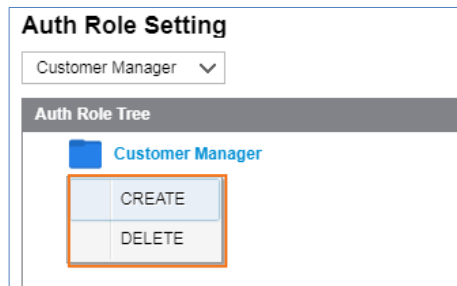 Auth Role Setting
Customer Manager
Auth Role Tree
Customer Manager
CREATE
DELETE